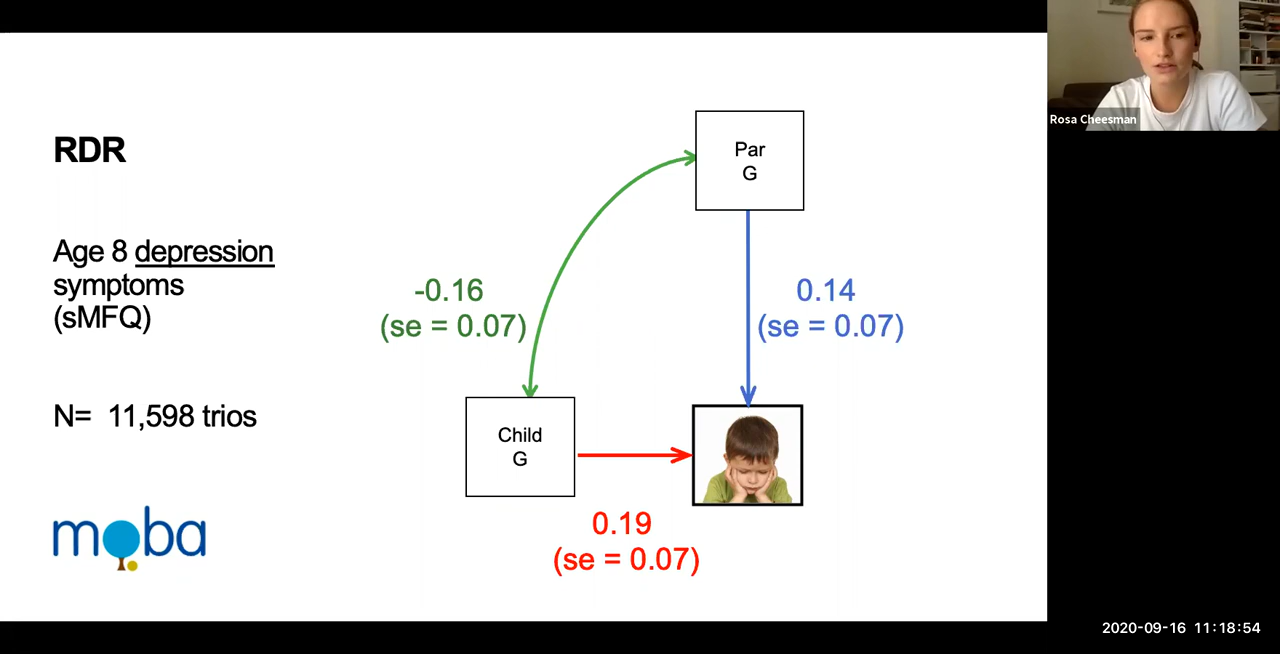 RDR
Age 8 depression
symptoms
(sMFQ)
N= 11,598 trios
moba
Par
G
-0.16
(se = 0.07)
0.14
(se = 0.07)
Child
G
0.19
(se = 0.07)
Rosa Cheesman
2020-09-16 11:18:54